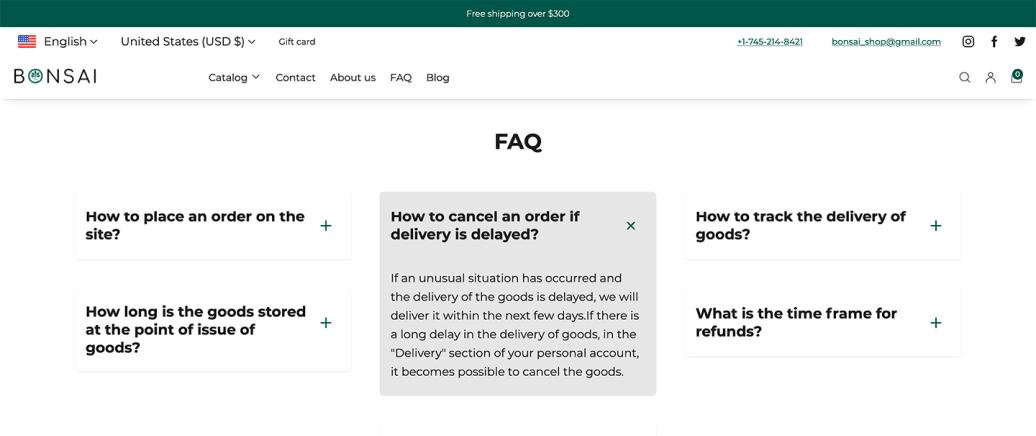 Free shipping over $300
English
United States (USD $)
Gift card
+1-745-214-8421
bonsai_shop@gmail.com
BONSAI
Catalog
Contact
About us
FAQ
Blog
0
FAQ
How to place an order on the
site?
How to cancel an order if
delivery is delayed?
If an unusual situation has occurred and
the delivery of the goods is delayed, we will
deliver it within the next few days.If there is
a long delay in the delivery of goods, in the
"Delivery" section of your personal account,
it becomes possible to cancel the goods.
How to track the delivery of
goods?
How long is the goods stored
at the point of issue of
goods?
What is the time frame for
refunds?